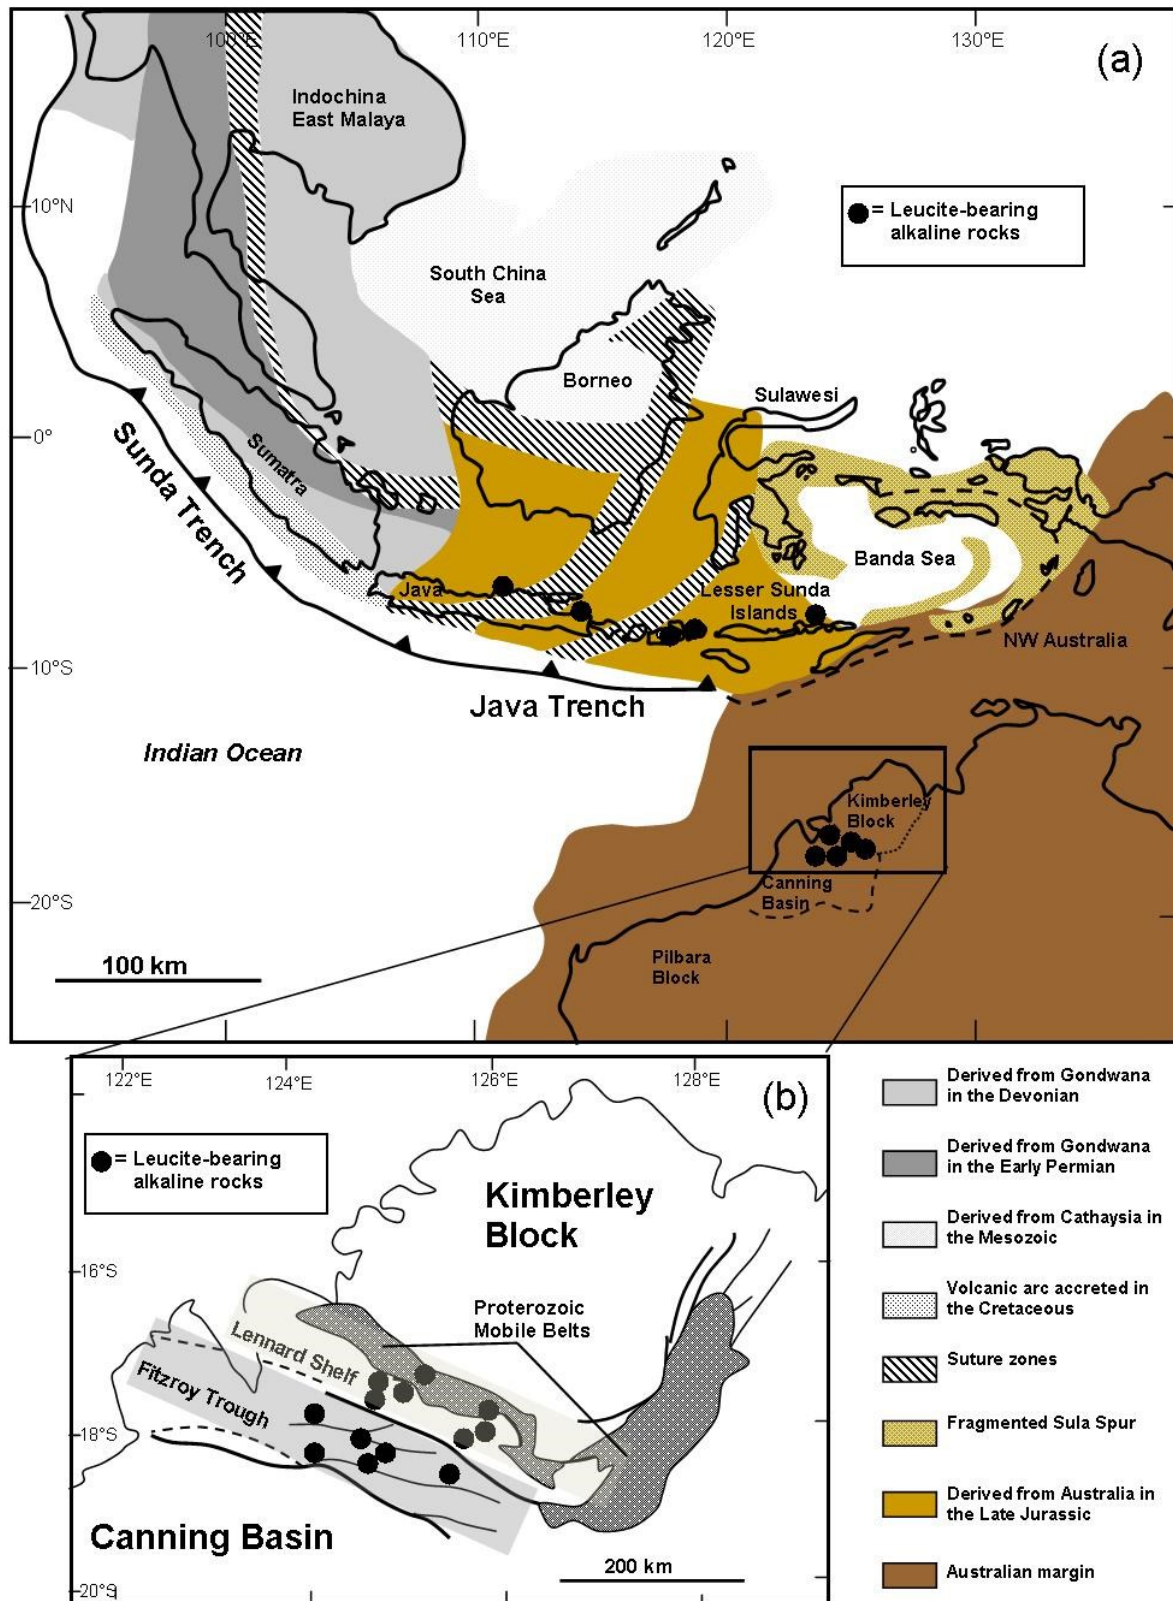 100°E
110°E
120°E
130°E
(a)
Indochina
East Malaya
10°N
= Leucite-bearing
alkaline rocks
South China
Sea
Borneo
Sulawesi
0°
Sunda Trench
Sumatra
Banda Sea
Java
Lesser Sunda
Islands
NW Australia
10°S
Java Trench
Indian Ocean
Kimberley
Block
Canning
Basin
20°S
100 km
Pilbara
Block
122°E
124°E
126°E
128°E
(b)
= Leucite-bearing
alkaline rocks
Kimberley
Block
16°S
Proterozoic
Mobile Belts
Lennard Shelf
Fitzroy Trough
18°S
Canning Basin
200 km
20°S
Derived from Gondwana
in the Devonian
Derived from Gondwana
in the Early Permian
Derived from Cathaysia in
the Mesozoic
Volcanic arc accreted in
the Cretaceous
Suture zones
Fragmented Sula Spur
Derived from Australia in
the Late Jurassic
Australian margin